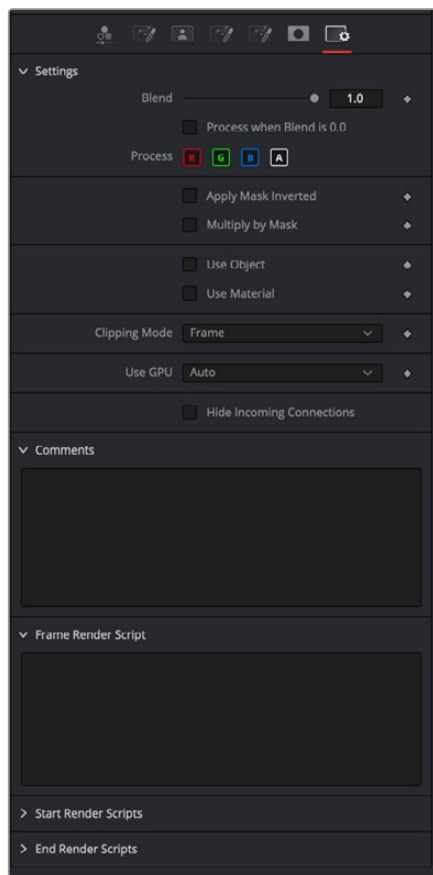 Settings
Blend 1.0
Process when Blend is 0.0
Process R G B A
Apply Mask Inverted
Multiply by Mask
Use Object
Use Material
Clipping Mode Frame
Use GPU Auto
Hide Incoming Connections
Comments
Frame Render Script
Start Render Scripts
End Render Scripts